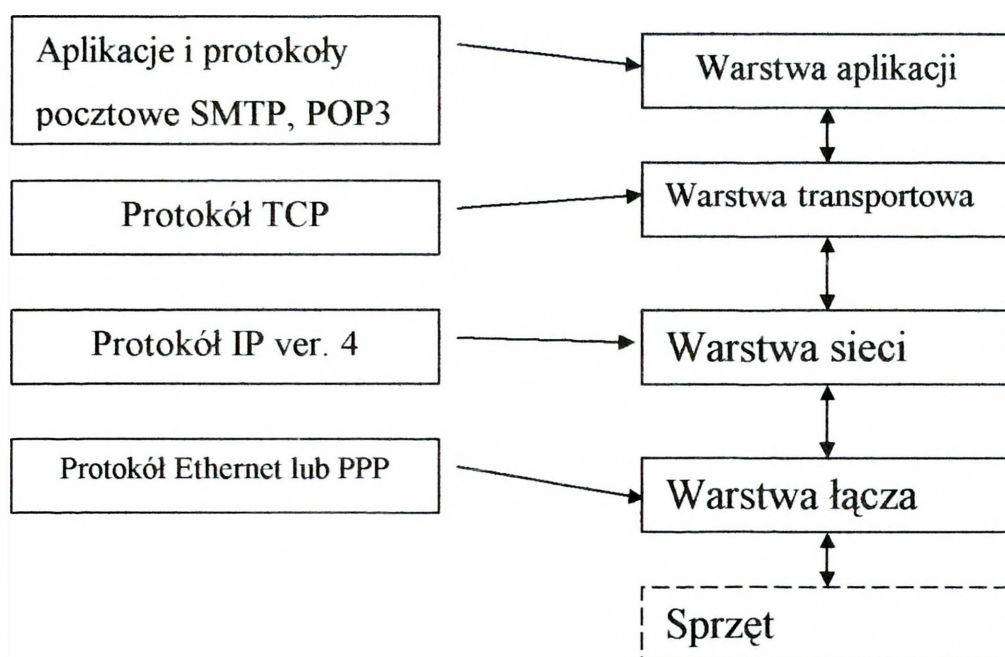 Aplikacje i protokoły
pocztowe SMTP, POP3
Warstwa aplikacji
Protokół TCP
Warstwa transportowa
Protokół IP ver. 4
Warstwa sieci
Protokół Ethernet lub PPP
Warstwa łącza
Sprzęt